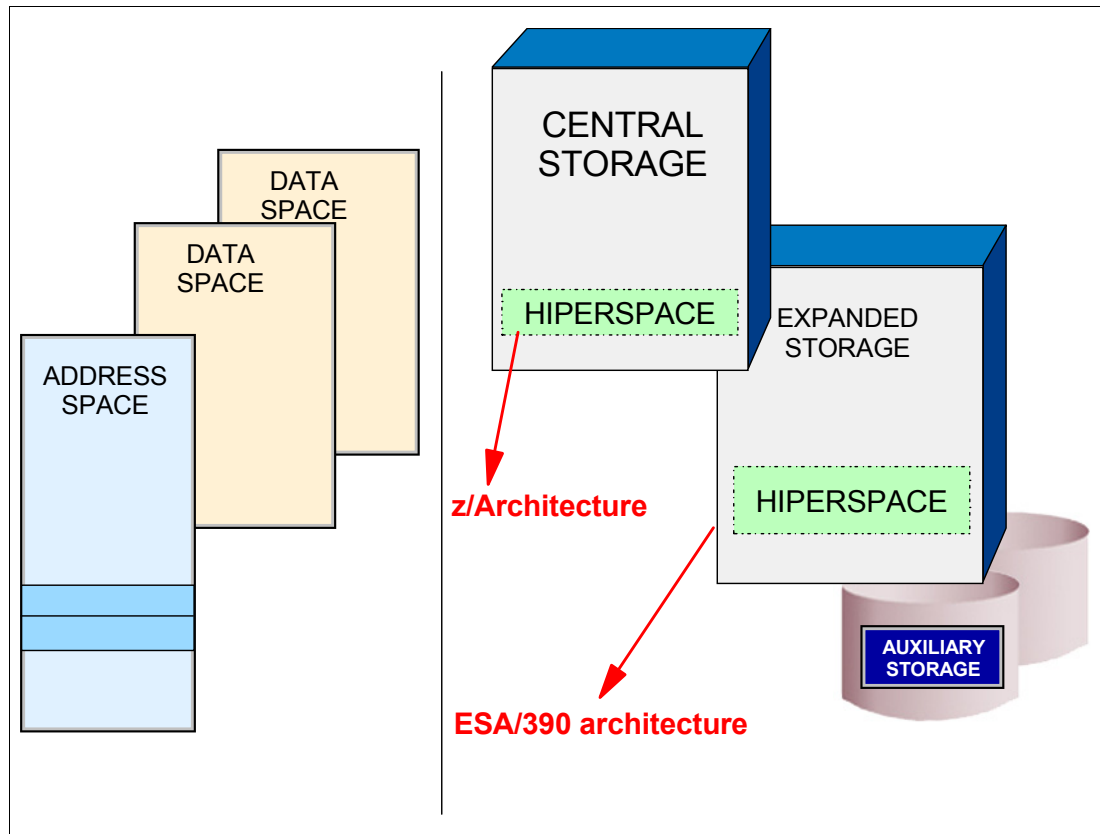 DATA
SPACE
DATA
SPACE
ADDRESS
SPACE
CENTRAL
STORAGE
HIPERSPACE
EXPANDED
STORAGE
z/Architecture
HIPERSPACE
AUXILIARY
STORAGE
ESA/390 architecture